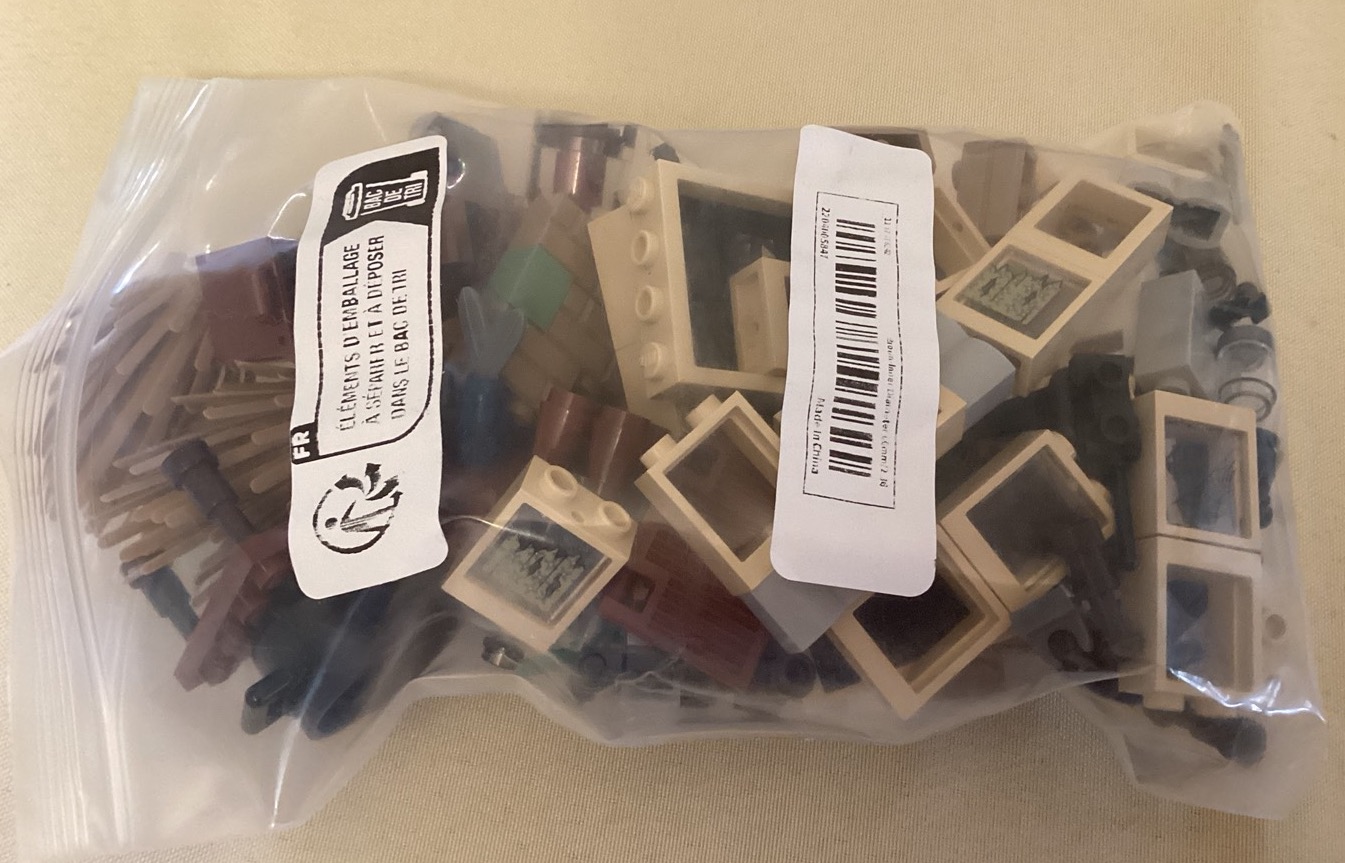 FR
BAC
DE
TRI
ÉLÉMENTS D'EMBALLAGE
À SÉPARER ET À DÉPOSER
DANS LE BAC DE TRI
Made in China